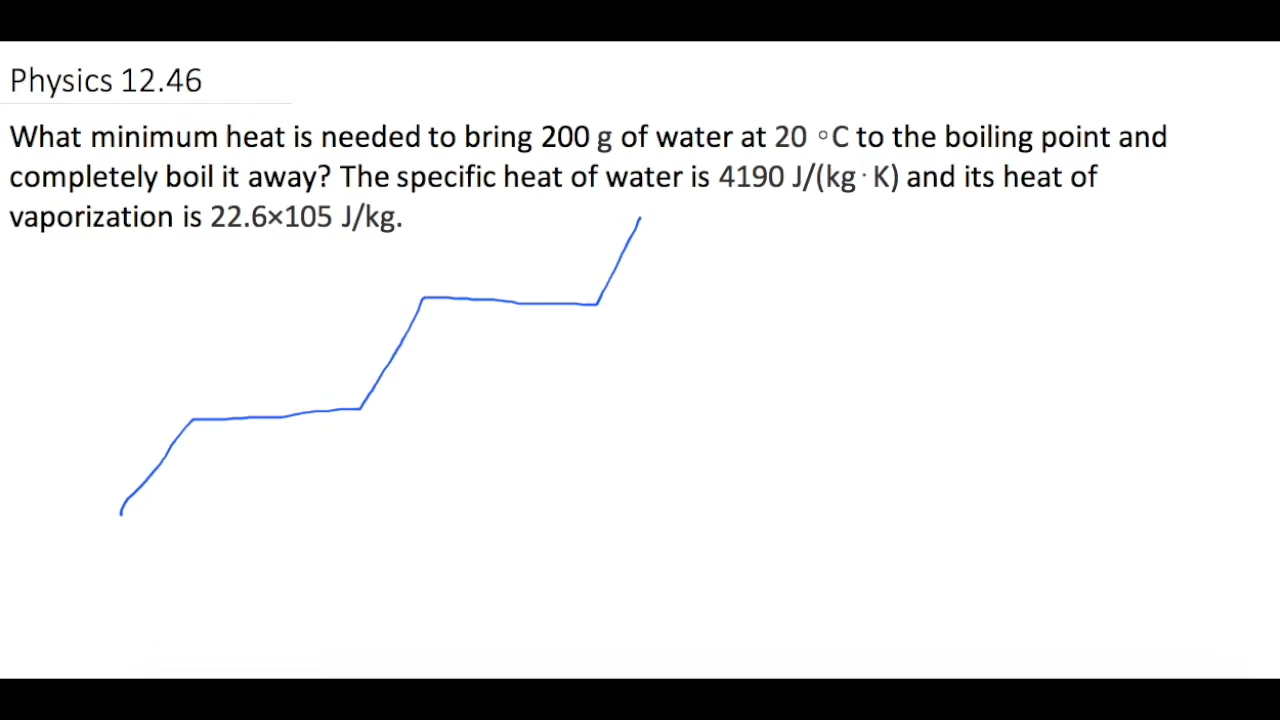 Physics 12.46
What minimum heat is needed to bring 200 g of water at 20 ∘C to the boiling point and
completely boil it away? The specific heat of water is 4190 J/(kg⋅K) and its heat of
vaporization is 22.6×105 J/kg.